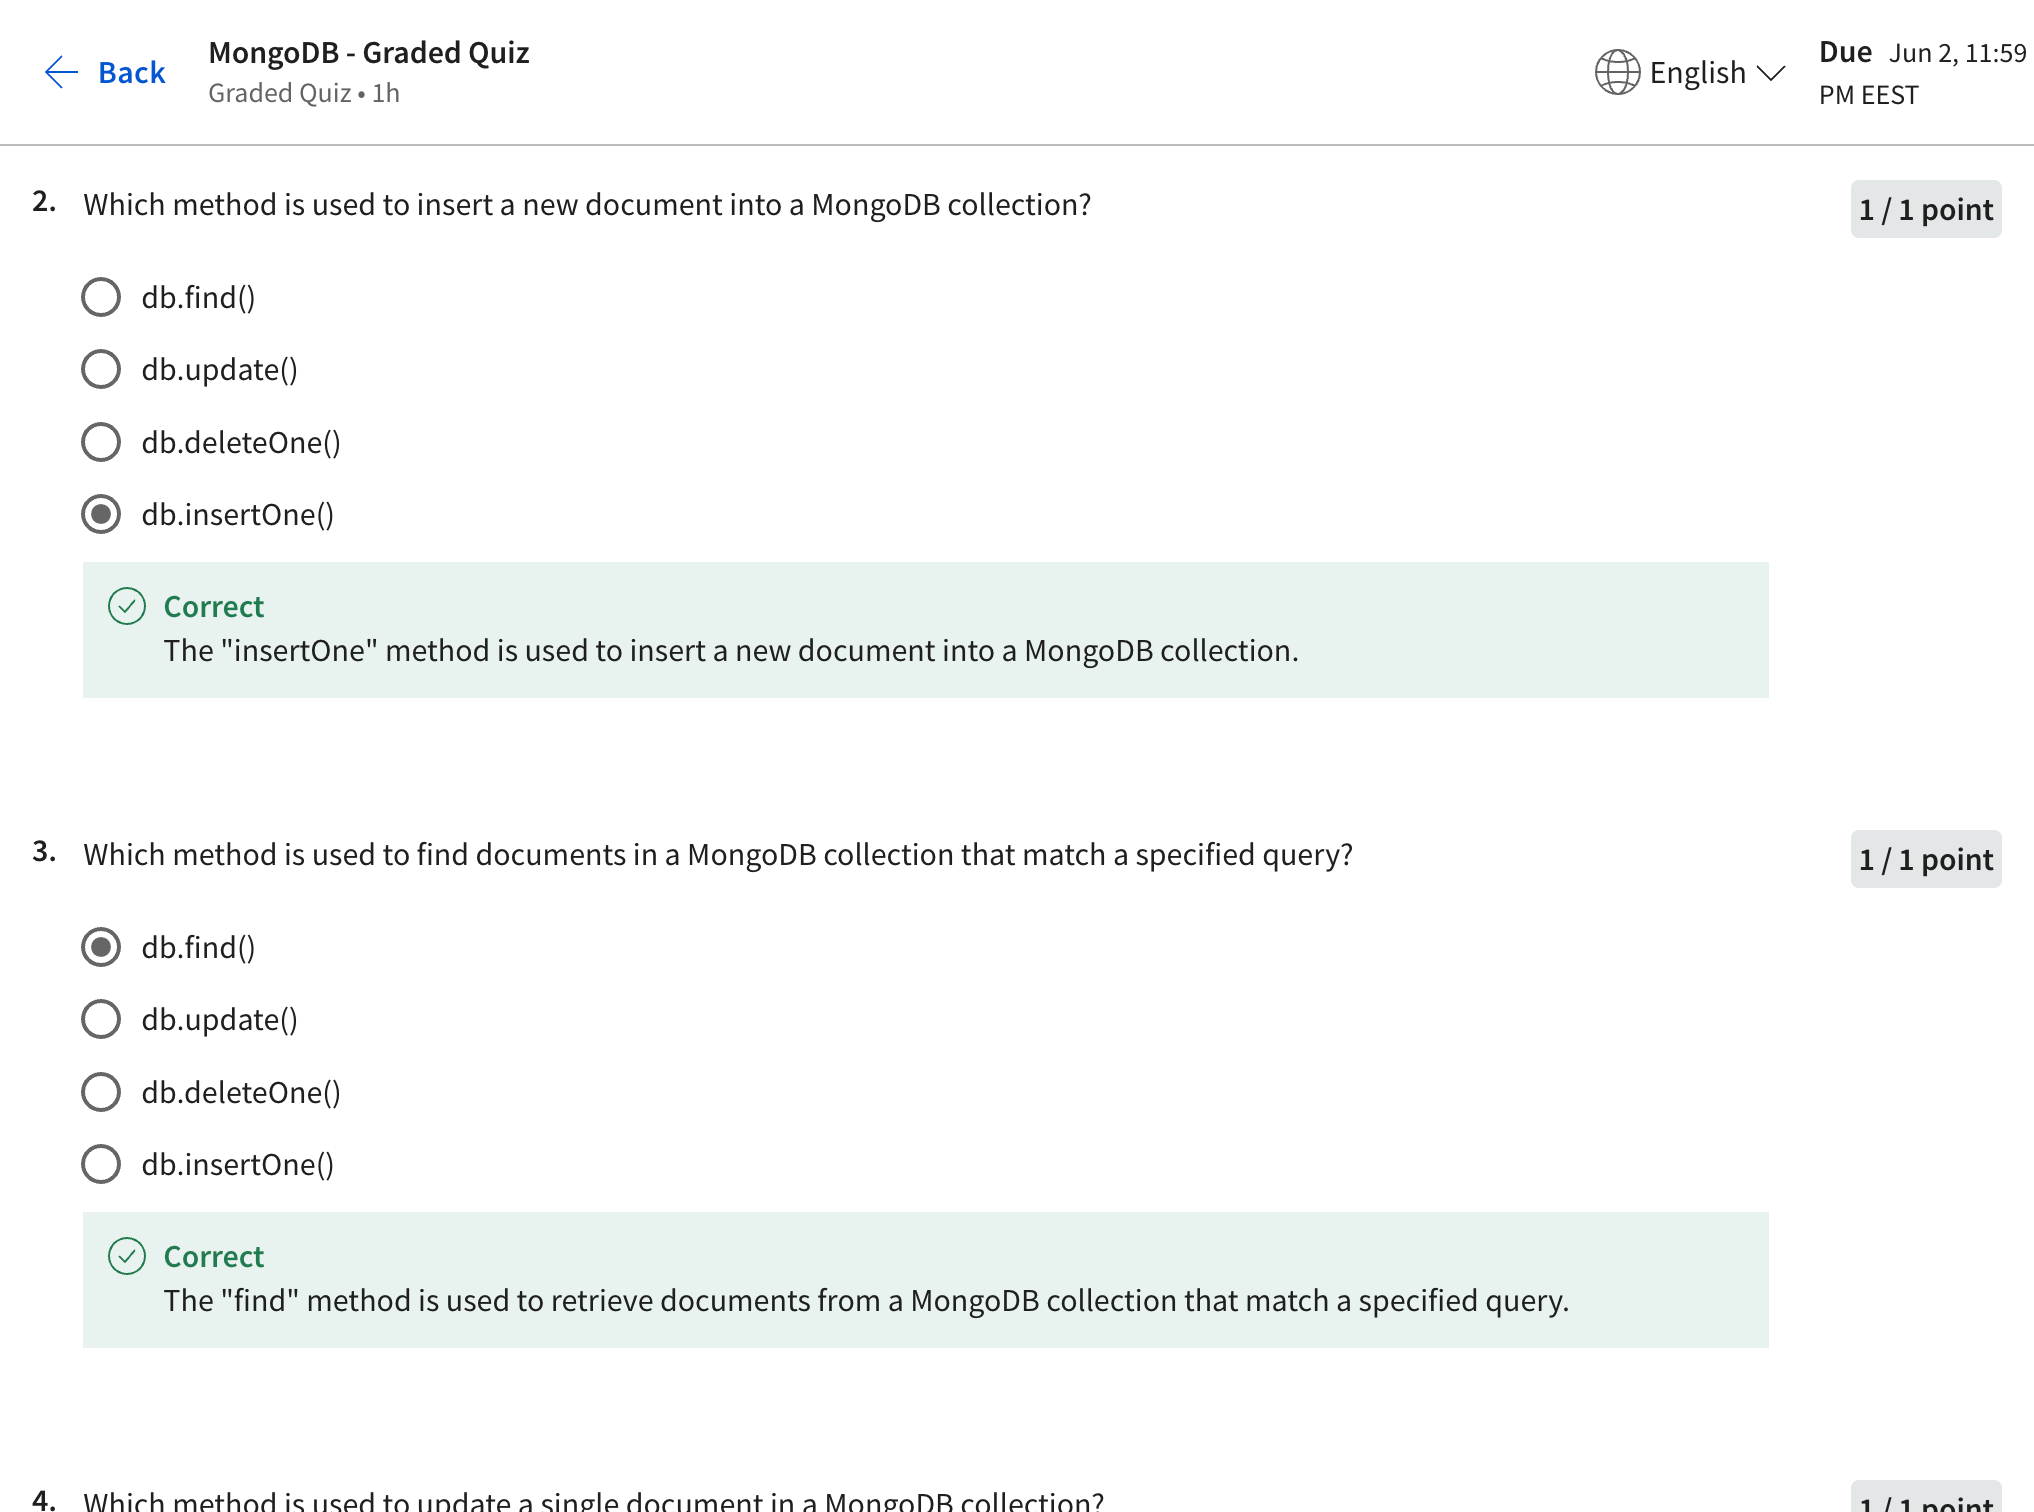 Back
MongoDB - Graded Quiz
Graded Quiz • 1h
English
Due Jun 2, 11:59
PM EEST
2. Which method is used to insert a new document into a MongoDB collection?
1 / 1 point
db.find()
db.update()
db.deleteOne()
db.insertOne()
Correct
The "insertOne" method is used to insert a new document into a MongoDB collection.
3. Which method is used to find documents in a MongoDB collection that match a specified query?
1 / 1 point
db.find()
db.update()
db.deleteOne()
db.insertOne()
Correct
The "find" method is used to retrieve documents from a MongoDB collection that match a specified query.
4. Which method is used to update a single document in a MongoDB collection?
1 / 1 point